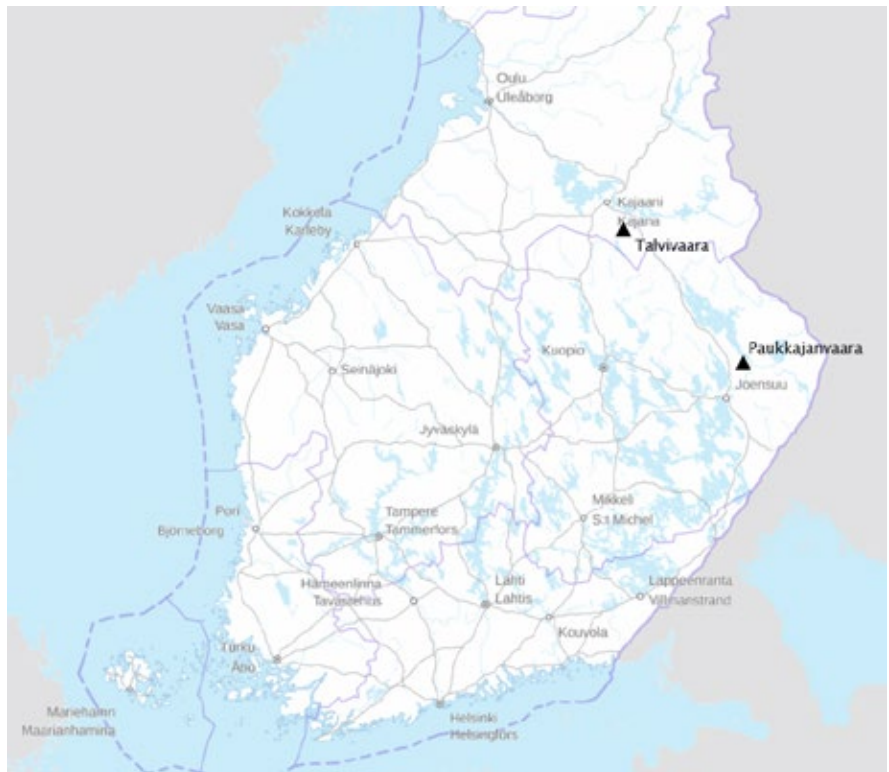 Oulu
Uleåborg
Kajaani
Kajana
Talvivaara
Kokkola
Karleby
Vaasa
Vasa
Seinäjoki
Kuopio
Paukkajanvaara
Joensuu
Jyväskylä
Pori
Björneborg
Tampere
Tammerfors
Mikkeli
S:t Michel
Hämeenlinna
Tavastehus
Lahti
Lahtis
Lappeenranta
Villmanstrand
Kouvola
Turku
Åbo
Mariehamn
Maarianhamina
Helsinki
Helsingfors